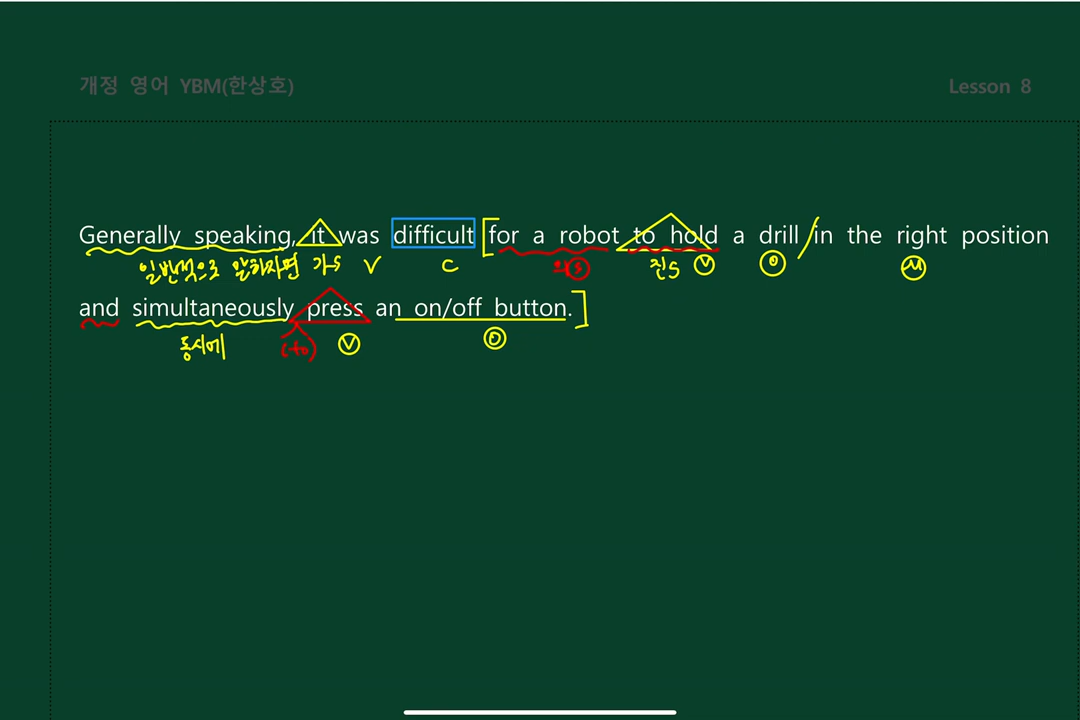 개정 영어 YBM(한상호)
Lesson 8
Generally speaking, it was difficult [for a robot to hold a drill / in the right position
일반적으로 말하자면 가S V C 의S 진S V O M
and simultaneously press an on/off button.]
동시에 (to) V O